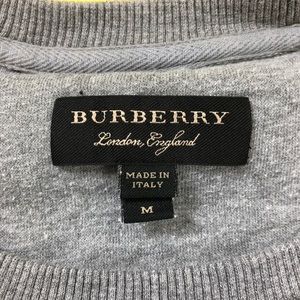 BURBERRY
London, England
MADE IN
ITALY
M